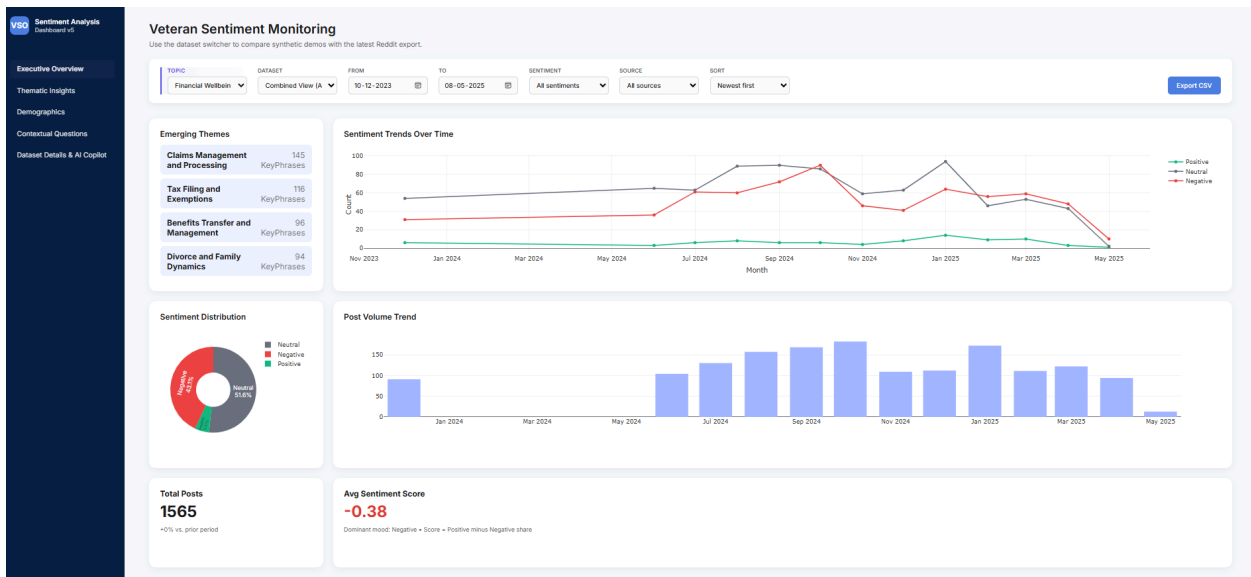 VSO
Sentiment Analysis
Dashboard v5
Executive Overview
Thematic Insights
Demographics
Contextual Questions
Dataset Details & AI Copilot
Veteran Sentiment Monitoring
Use the dataset switcher to compare synthetic demos with the latest Reddit export.
TOPIC DATASET FROM TO SENTIMENT SOURCE SORT
Financial Wellbein Combined View (A 10-12-2023 08-05-2025 All sentiments All sources Newest first Export CSV
Emerging Themes
Claims Management 145
and Processing KeyPhrases
Tax Filing and 116
Exemptions KeyPhrases
Benefits Transfer and 96
Management KeyPhrases
Divorce and Family 94
Dynamics KeyPhrases
Sentiment Trends Over Time
100
80
60
40
20
0
Count
Nov 2023 Jan 2024 Mar 2024 May 2024 Jul 2024 Sep 2024 Nov 2024 Jan 2025 Mar 2025 May 2025
Month
Positive
Neutral
Negative
Sentiment Distribution
Neutral
Negative
Positive
Negative
43.1%
Neutral
51.6%
Post Volume Trend
150
100
50
0
Jan 2024 Mar 2024 May 2024 Jul 2024 Sep 2024 Nov 2024 Jan 2025 Mar 2025 May 2025
Total Posts
1565
+0% vs. prior period
Avg Sentiment Score
-0.38
Dominant mood: Negative • Score = Positive minus Negative share